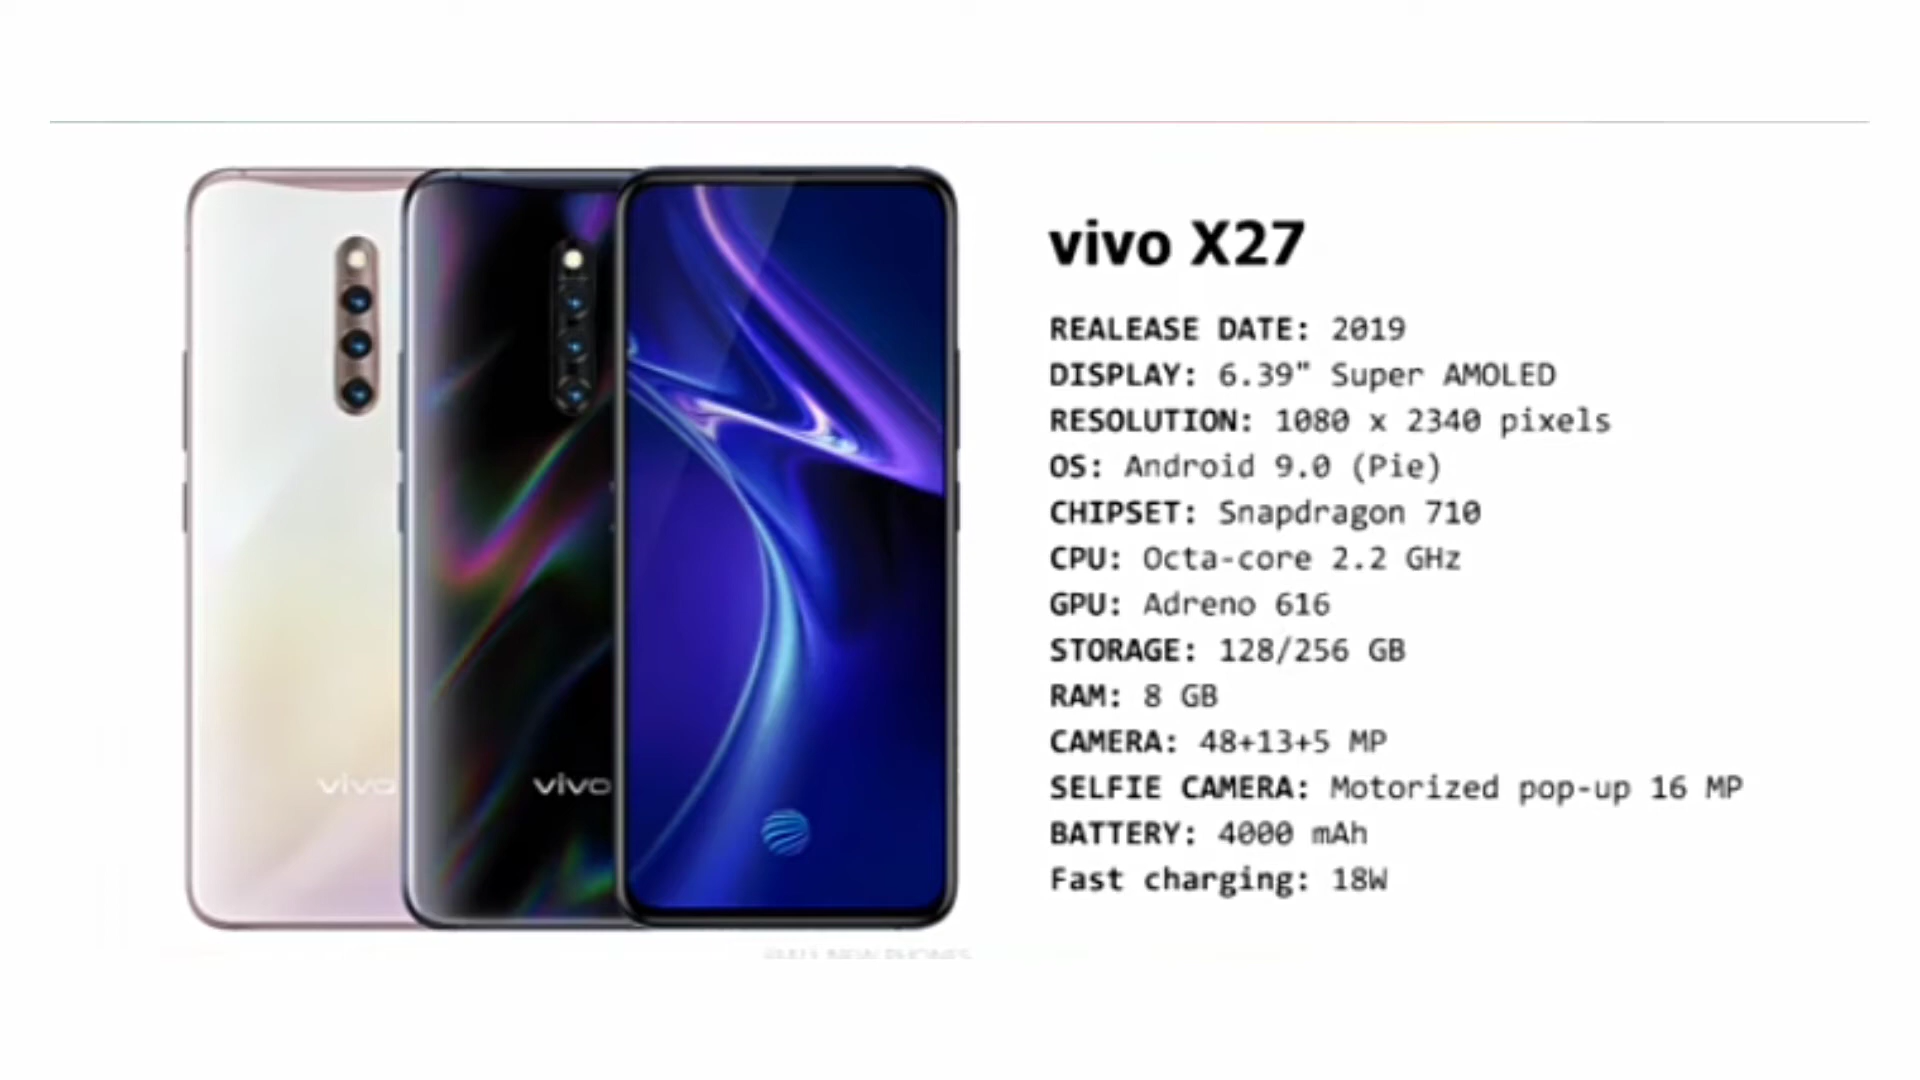 vivo X27
REALEASE DATE: 2019
DISPLAY: 6.39" Super AMOLED
RESOLUTION: 1080 x 2340 pixels
OS: Android 9.0 (Pie)
CHIPSET: Snapdragon 710
CPU: Octa-core 2.2 GHz
GPU: Adreno 616
STORAGE: 128/256 GB
RAM: 8 GB
CAMERA: 48+13+5 MP
SELFIE CAMERA: Motorized pop-up 16 MP
BATTERY: 4000 mAh
Fast charging: 18W
vivo
vivo